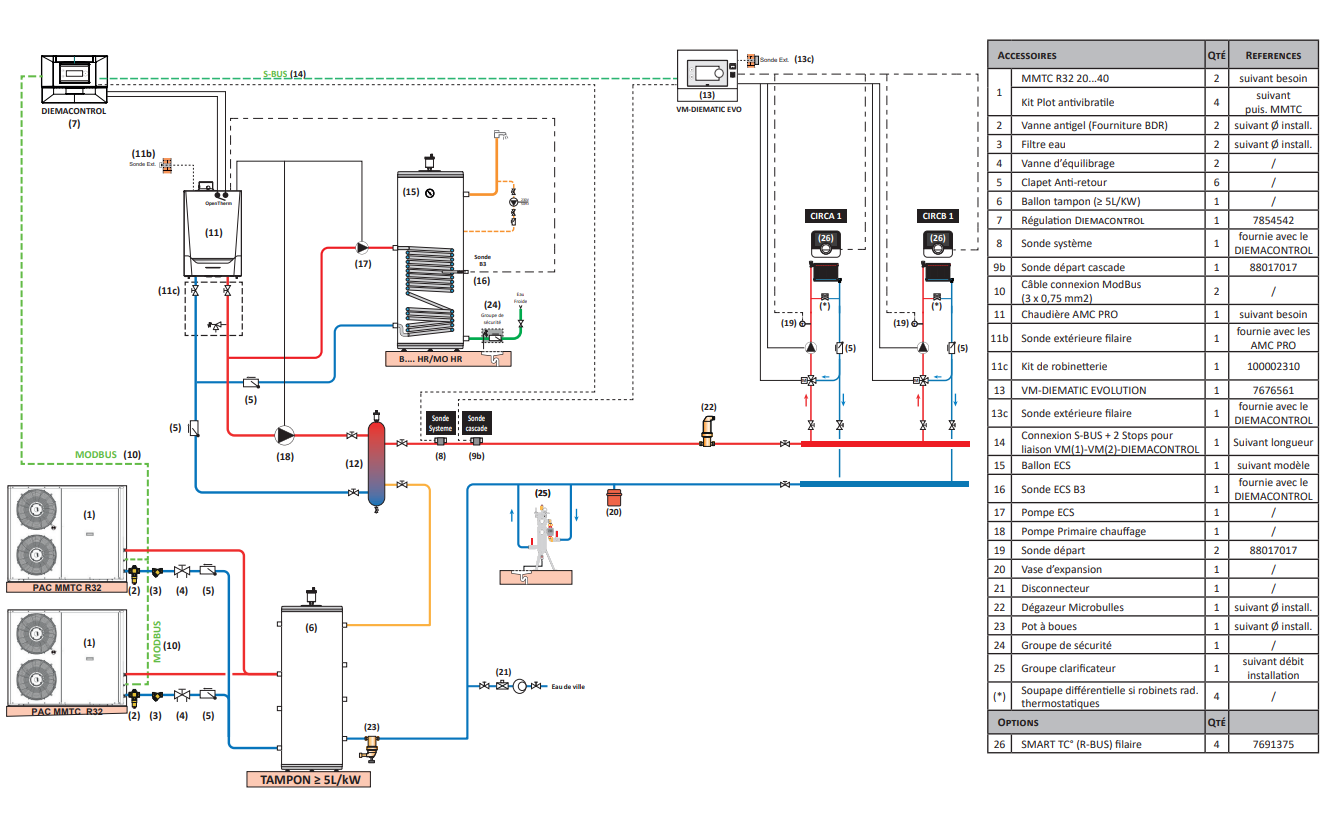 S-BUS (14)
DIEMACONTROL
(7)
Sonde Ext. (13c)
(13)
VM-DIEMATIC EVO
(11b)
Sonde Ext.
OpenTherm
(11)
(11c)
(15)
(17)
Sonde
B3
(16)
(24)
Groupe de
sécurité
Eau
Froide
B.... HR/MO HR
CIRCA 1
CIRCB 1
(26)
(26)
(*)
(*)
(19)
(19)
(5)
(5)
(5)
(5)
(18)
(12)
Sonde
Systeme
Sonde
cascade
(8)
(9b)
(22)
MODBUS (10)
(1)
PAC MMTC R32
(2) (3) (4) (5)
MODBUS (10)
(1)
PAC MMTC R32
(2) (3) (4) (5)
(6)
TAMPON ≥ 5L/kW
(23)
(25)
(20)
(21)
Eau de ville
ACCESSOIRES QTÉ REFERENCES
1 MMTC R32 20...40 2 suivant besoin
Kit Plot antivibratile 4 suivant
puis. MMTC
2 Vanne antigel (Fourniture BDR) 2 suivant Ø install.
3 Filtre eau 2 suivant Ø install.
4 Vanne d'équilibrage 2 /
5 Clapet Anti-retour 6 /
6 Ballon tampon (≥ 5L/KW) 1 /
7 Régulation DIEMACONTROL 1 7854542
8 Sonde système 1 fournie avec le
DIEMACONTROL
9b Sonde départ cascade 1 88017017
10 Câble connexion ModBus
(3 x 0,75 mm2) 2 /
11 Chaudière AMC PRO 1 suivant besoin
11b Sonde extérieure filaire 1 fournie avec les
AMC PRO
11c Kit de robinetterie 1 100002310
13 VM-DIEMATIC EVOLUTION 1 7676561
13c Sonde extérieure filaire 1 fournie avec le
DIEMACONTROL
14 Connexion S-BUS + 2 Stops pour
liaison VM(1)-VM(2)-DIEMACONTROL 1 Suivant longueur
15 Ballon ECS 1 suivant modèle
16 Sonde ECS B3 1 fournie avec le
DIEMACONTROL
17 Pompe ECS 1 /
18 Pompe Primaire chauffage 1 /
19 Sonde départ 2 88017017
20 Vase d'expansion 1 /
21 Disconnecteur 1 /
22 Dégazeur Microbulles 1 suivant Ø install.
23 Pot à boues 1 suivant Ø install.
24 Groupe de sécurité 1 /
25 Groupe clarificateur 1 suivant débit
installation
(*) Soupape différentielle si robinets rad.
thermostatiques 4 /
OPTIONS QTÉ
26 SMART TC° (R-BUS) filaire 4 7691375